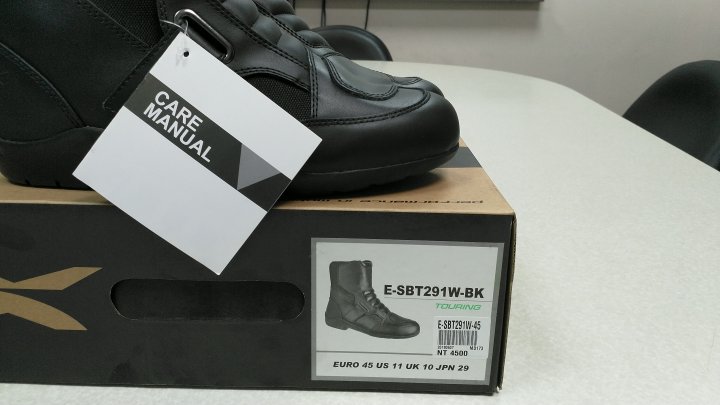 CARE
MANUAL
E-SBT291W-BK
TOURING
E-SBT291W-45
NT 4500
EURO 45 US 11 UK 10 JPN 29